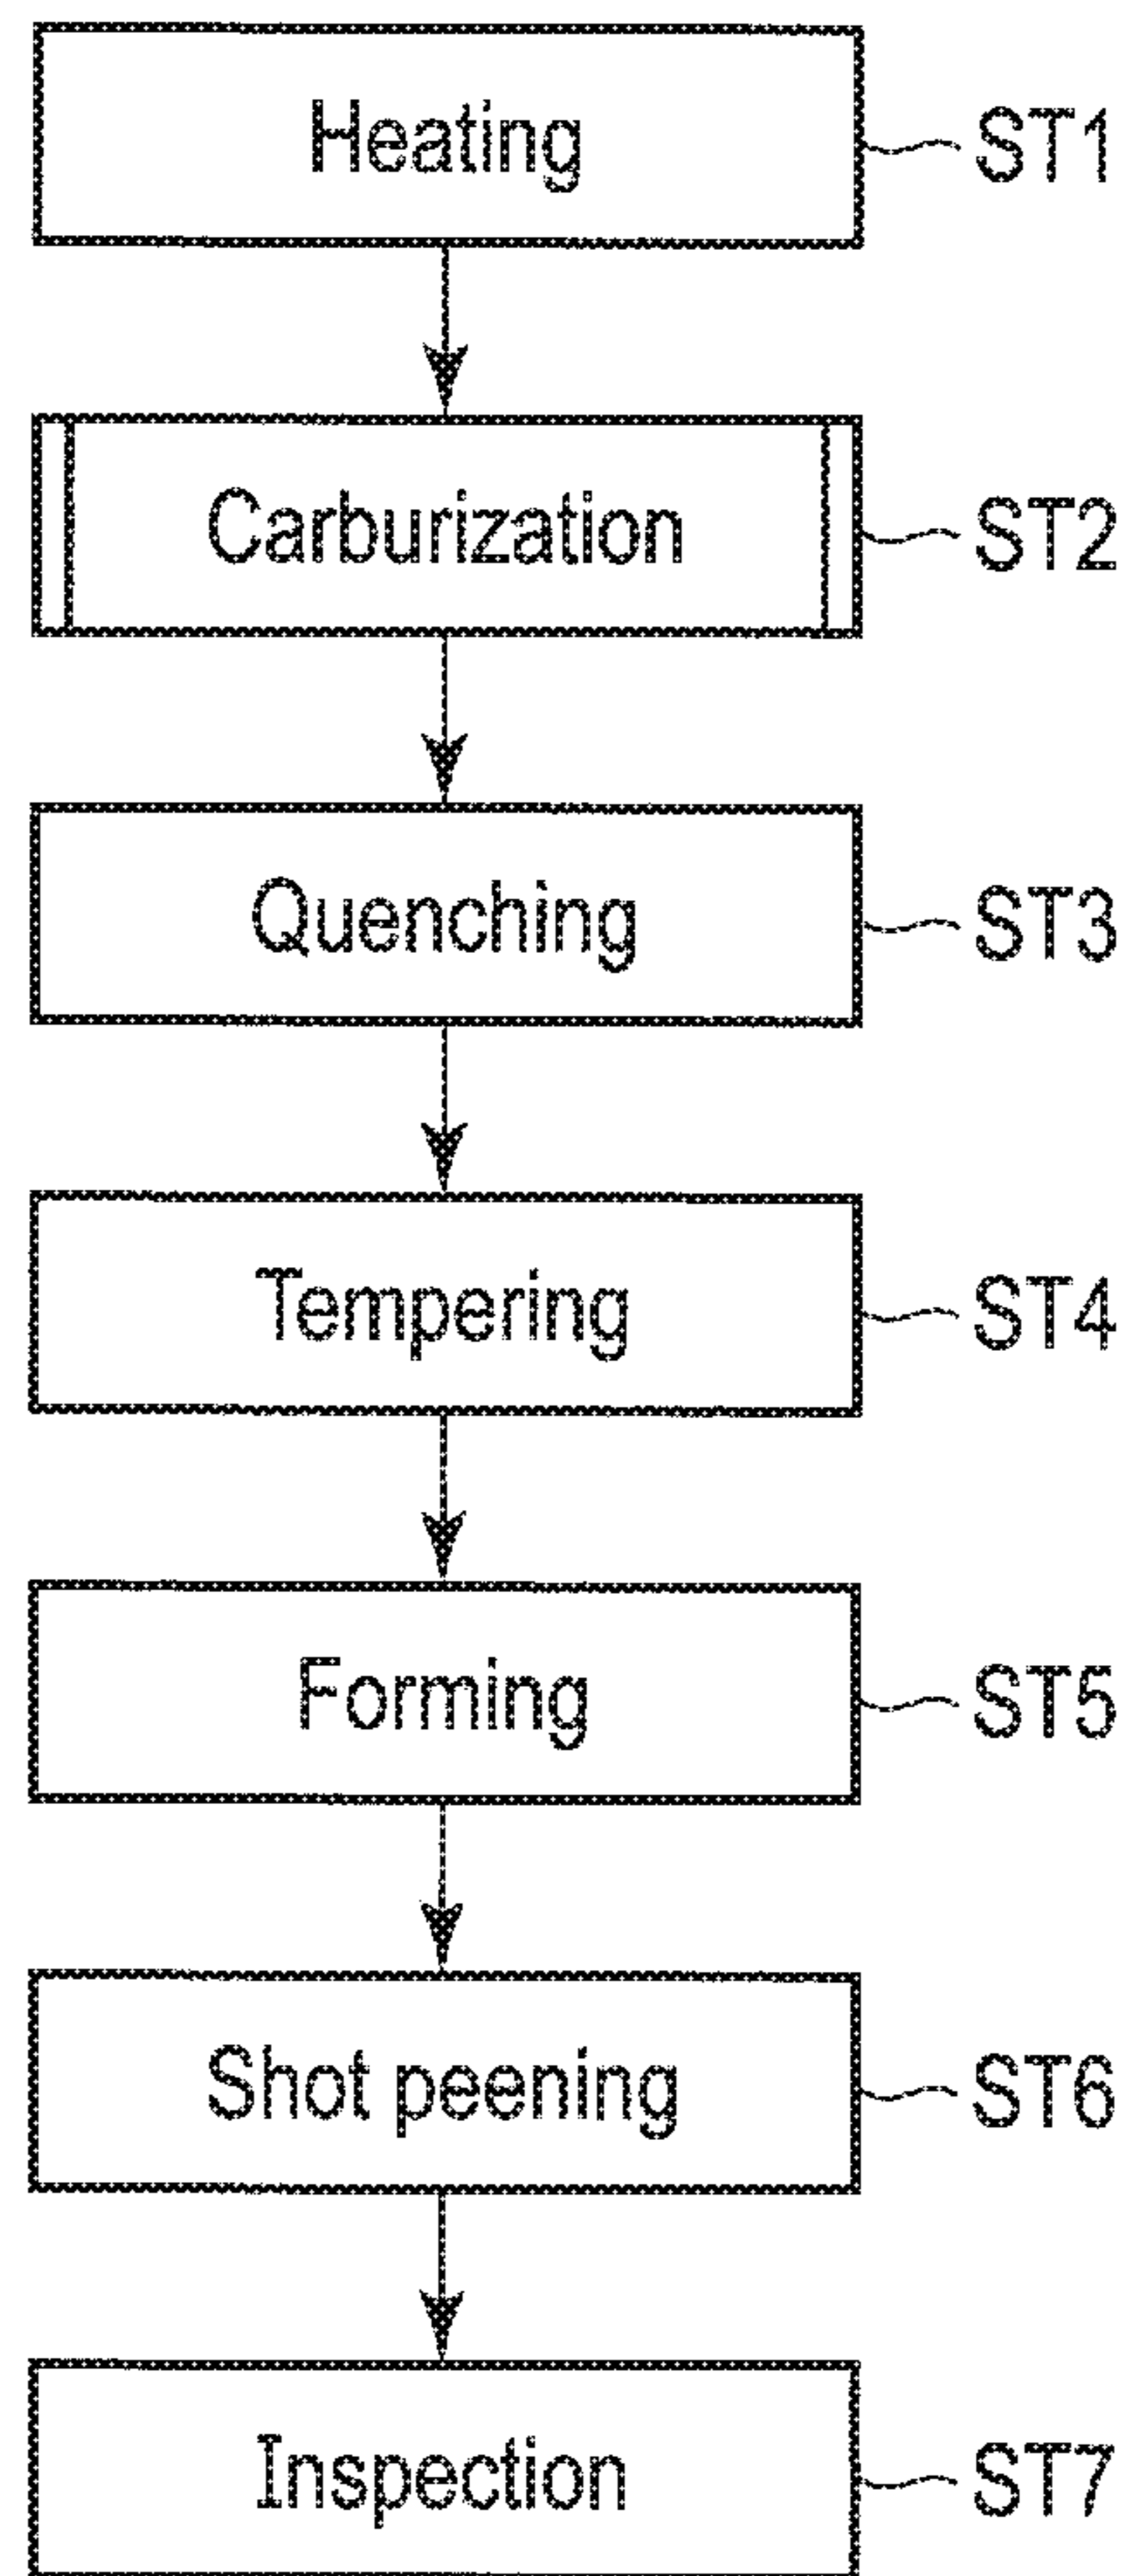 Heating ST1
Carburization ST2
Quenching ST3
Tempering ST4
Forming ST5
Shot peening ST6
Inspection ST7